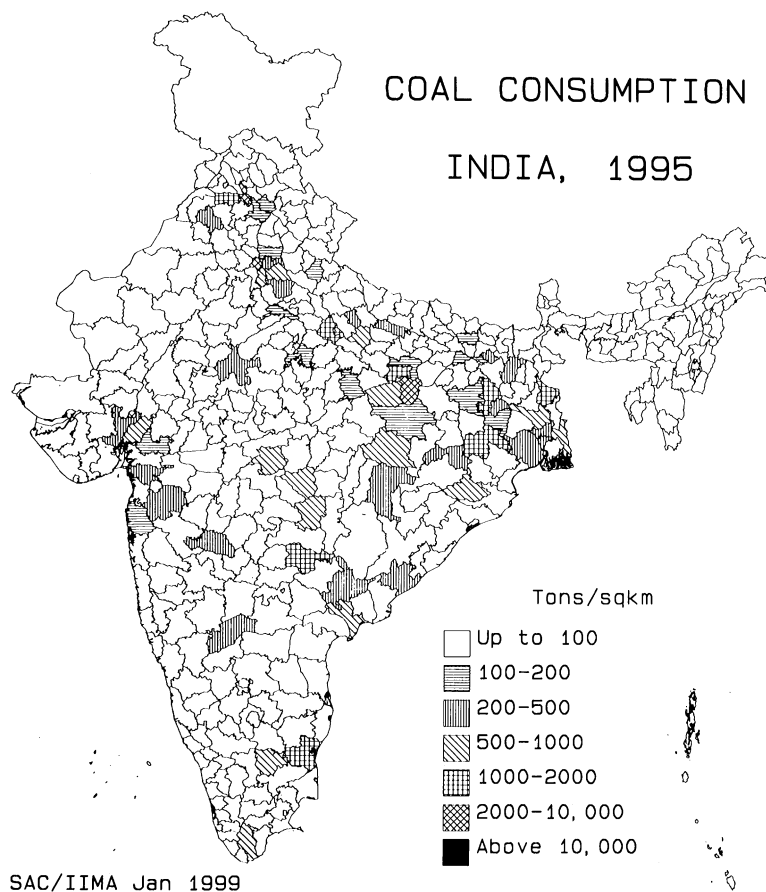 COAL CONSUMPTION
INDIA, 1995
Tons/sqkm
Up to 100
100-200
200-500
500-1000
1000-2000
2000-10,000
Above 10,000
SAC/IIMA Jan 1999